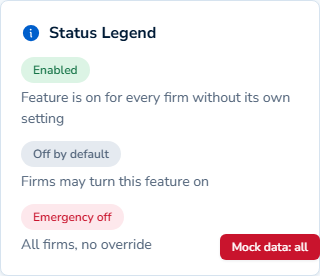 Status Legend
Enabled
Feature is on for every firm without its own
setting
Off by default
Firms may turn this feature on
Emergency off
All firms, no override
Mock data: all